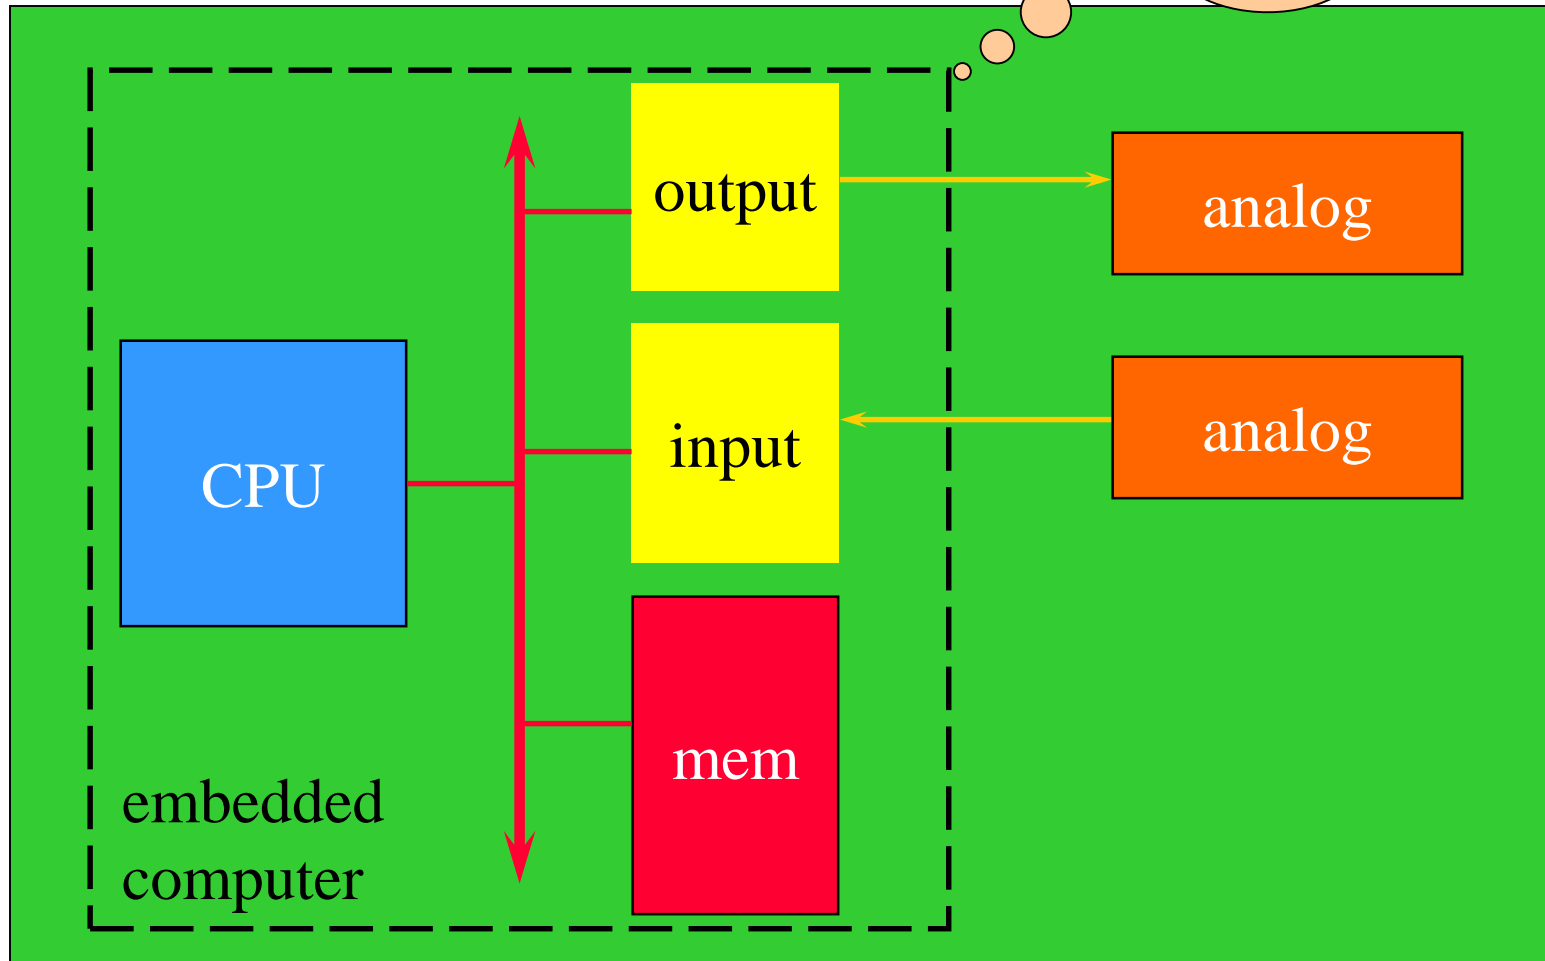 output
analog
input
analog
CPU
mem
embedded
computer